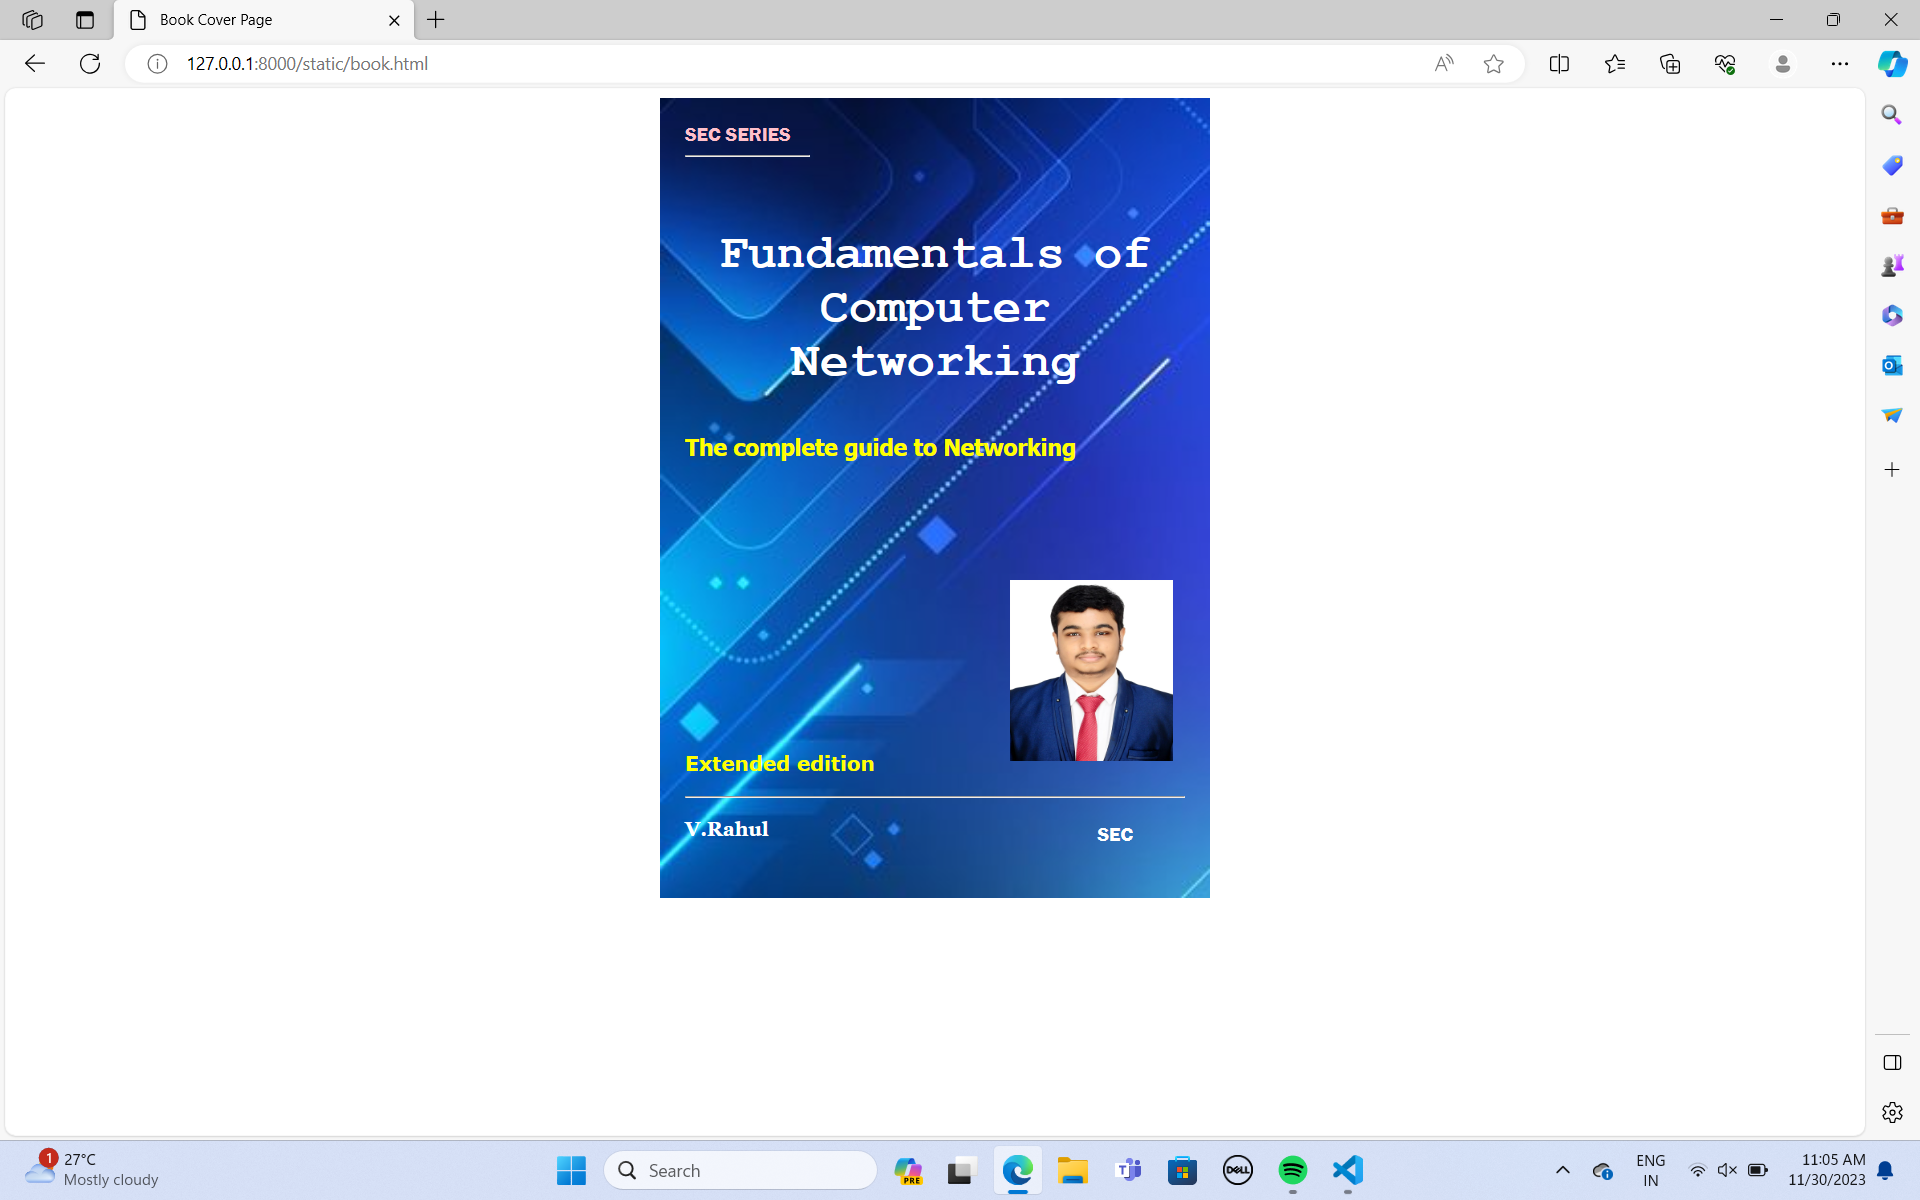 Book Cover Page
127.0.0.1:8000/static/book.html
SEC SERIES
Fundamentals of
Computer
Networking
The complete guide to Networking
Extended edition
V.Rahul
SEC
1
27°C
Mostly cloudy
Search
PRE
DELL
ENG
IN
11:05 AM
11/30/2023